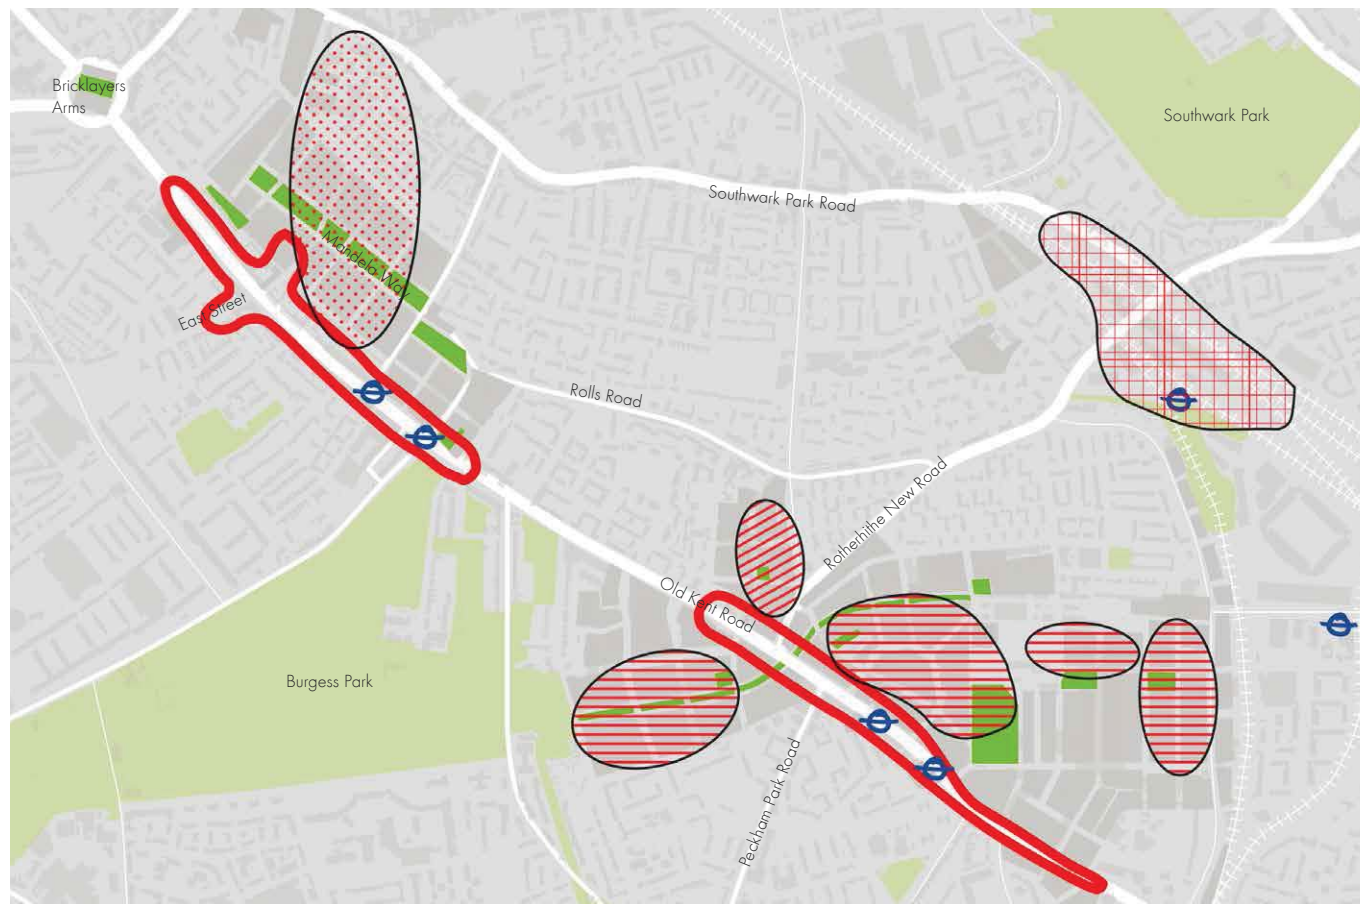 Bricklayers
Arms
Southwark Park
Southwark Park Road
Mandela Way
East Street
Rolls Road
Rotherhithe New Road
Old Kent Road
Burgess Park
Peckham Park Road